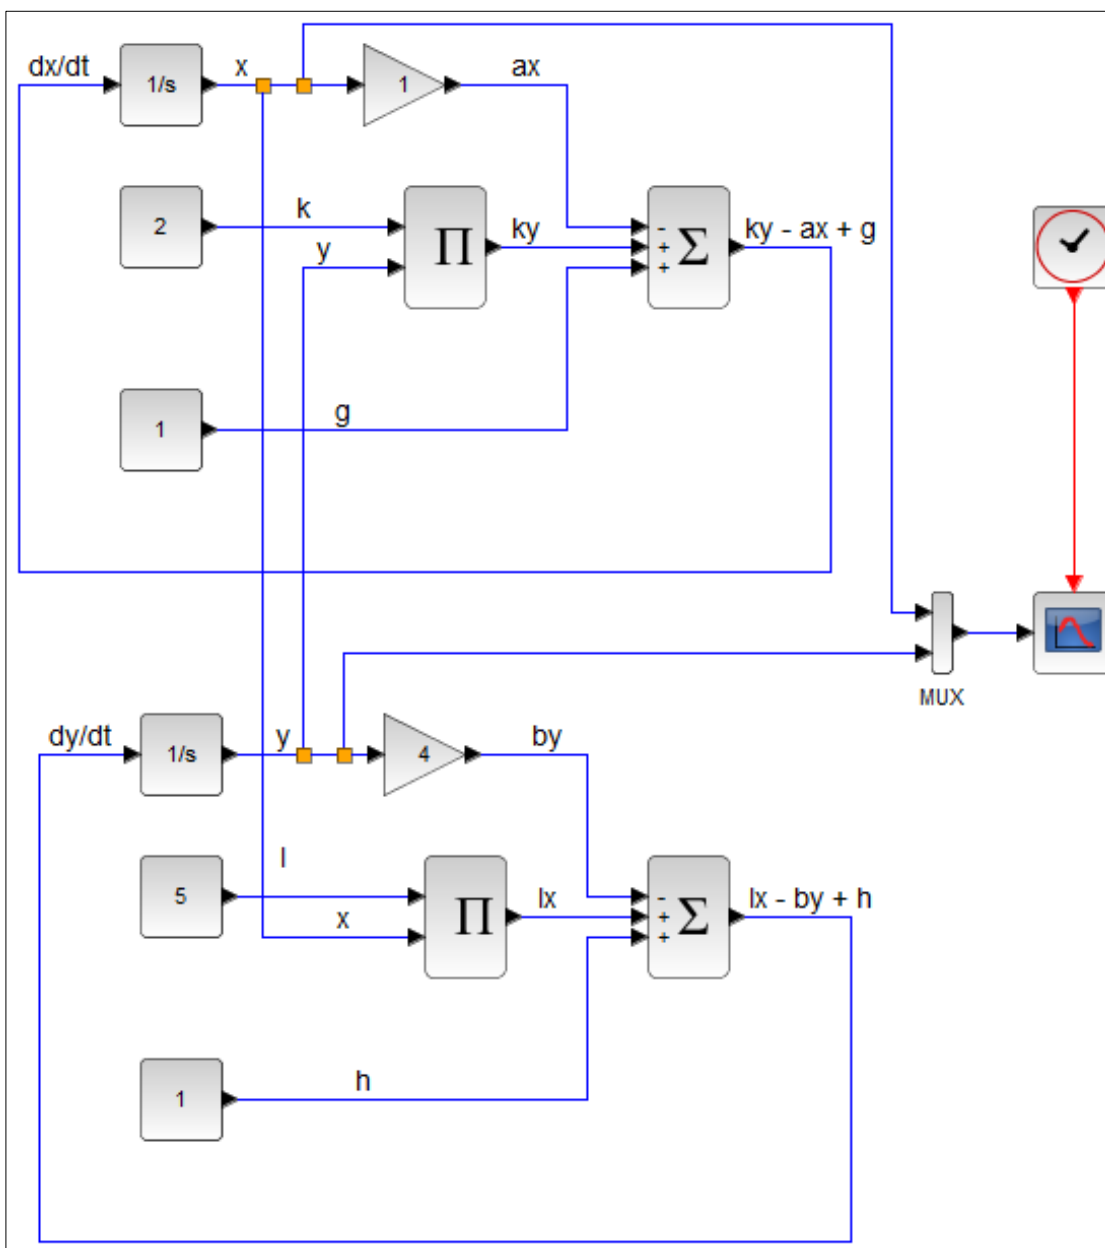 dx/dt
1/s
x
1
ax
2
k
y
Π
ky
-
+
+
Σ
ky - ax + g
1
g
MUX
dy/dt
1/s
y
4
by
5
l
x
Π
lx
-
+
+
Σ
lx - by + h
1
h